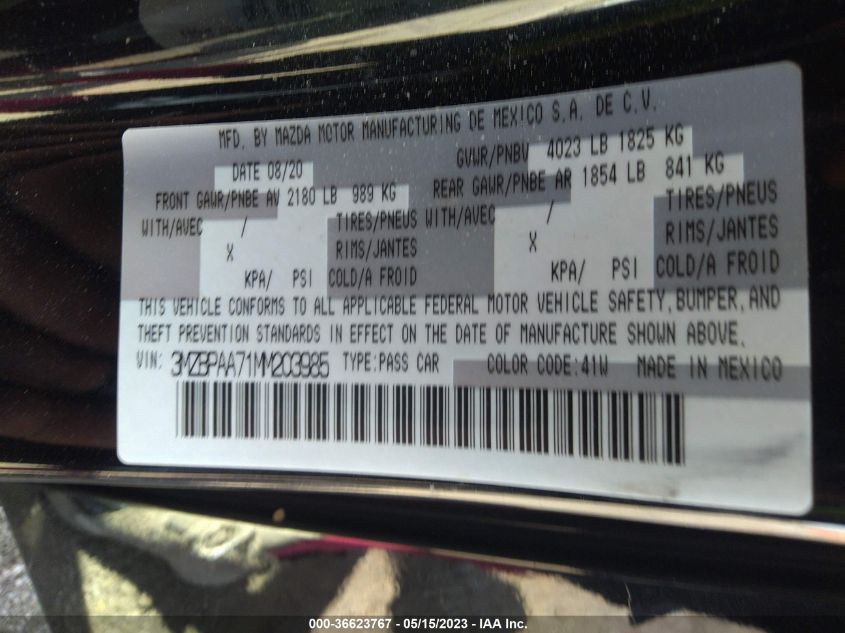 MFD. BY MAZDA MOTOR MANUFACTURING DE MEXICO S.A. DE C.V.
DATE 08/20 GVWR/PNBV 4023 LB 1825 KG
FRONT GAWR/PNBE AV 2180 LB 989 KG REAR GAWR/PNBE AR 1854 LB 841 KG
WITH/AVEC / TIRES/PNEUS WITH/AVEC / TIRES/PNEUS
X RIMS/JANTES X RIMS/JANTES
KPA/ PSI COLD/A FROID KPA/ PSI COLD/A FROID
THIS VEHICLE CONFORMS TO ALL APPLICABLE FEDERAL MOTOR VEHICLE SAFETY, BUMPER, AND
THEFT PREVENTION STANDARDS IN EFFECT ON THE DATE OF MANUFACTURE SHOWN ABOVE.
VIN: 3MZBPAA71MM203985 TYPE:PASS CAR COLOR CODE:41W MADE IN MEXICO
000-36623767 - 05/15/2023 - IAA Inc.